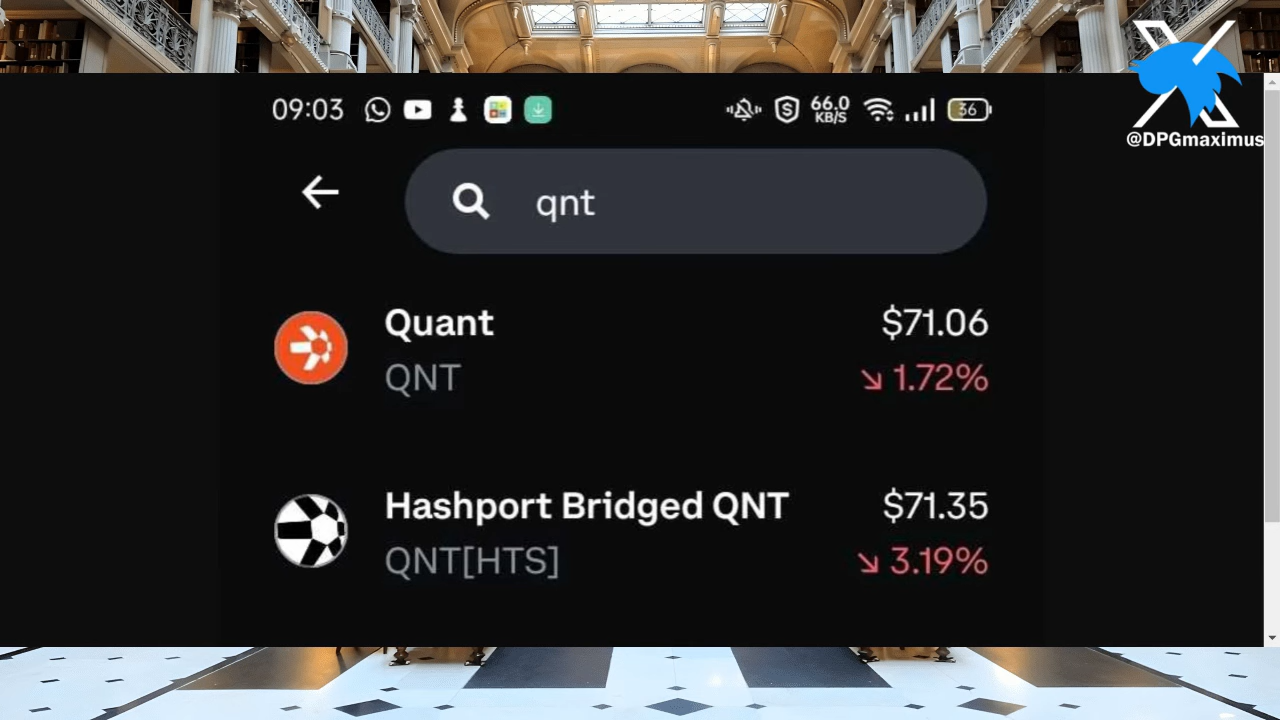 09:03
66.0
KB/S
36
@DPGmaximus
qnt
Quant
$71.06
QNT
↘ 1.72%
Hashport Bridged QNT
$71.35
QNT[HTS]
↘ 3.19%